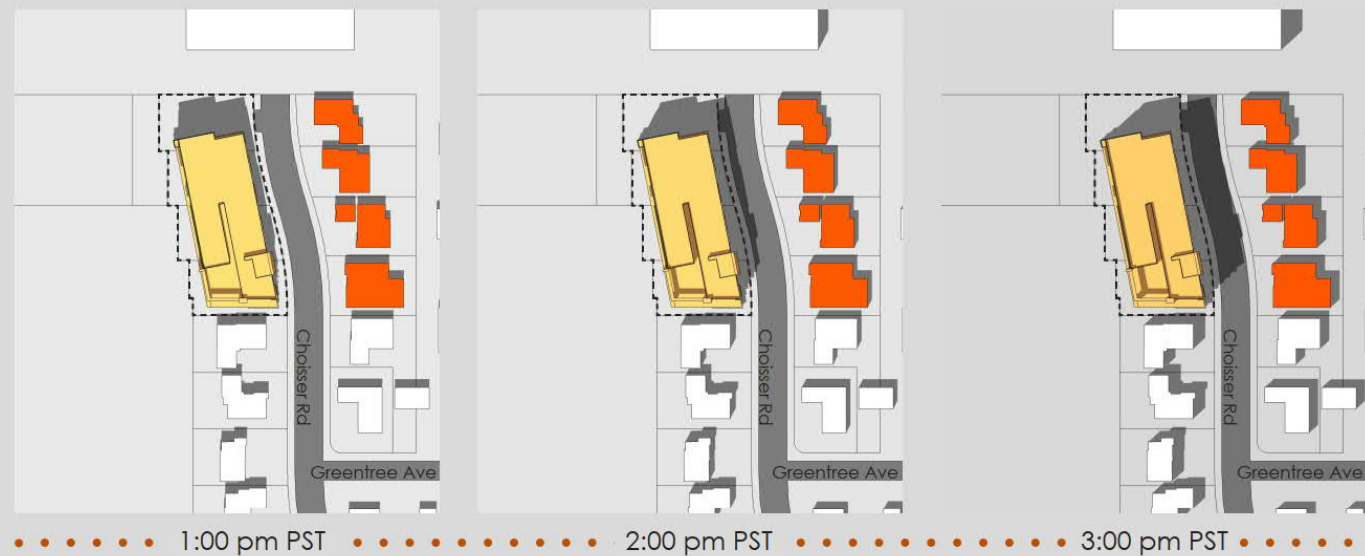 Choisser Rd
Greentree Ave
Choisser Rd
Greentree Ave
Choisser Rd
Greentree Ave
1:00 pm PST
2:00 pm PST
3:00 pm PST